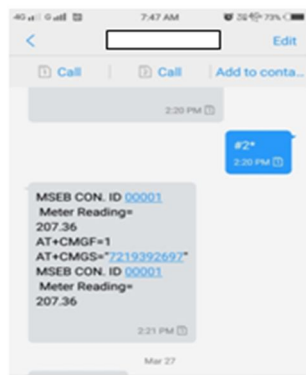 4G G 7:47 AM 73%
Edit
1 Call 2 Call Add to conta...
2:20 PM
#2*
2:20 PM
MSEB CON. ID 00001
Meter Reading=
207.36
AT+CMGF=1
AT+CMGS="7219392697"
MSEB CON. ID 00001
Meter Reading=
207.36
2:21 PM
Mar 27